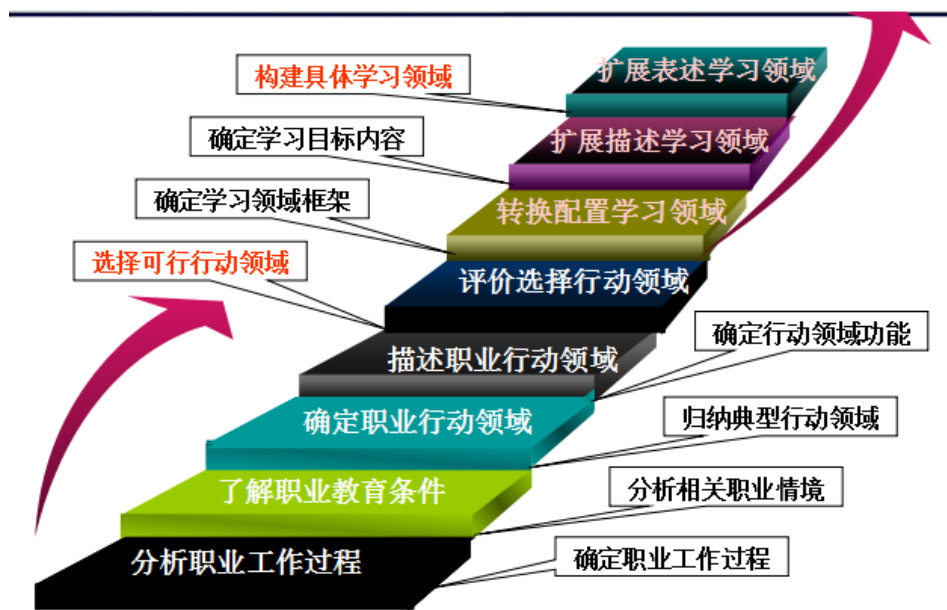 构建具体学习领域
扩展表述学习领域
确定学习目标内容
扩展描述学习领域
确定学习领域框架
转换配置学习领域
选择可行行动领域
评价选择行动领域
确定行动领域功能
描述职业行动领域
确定职业行动领域
归纳典型行动领域
了解职业教育条件
分析相关职业情境
分析职业工作过程
确定职业工作过程